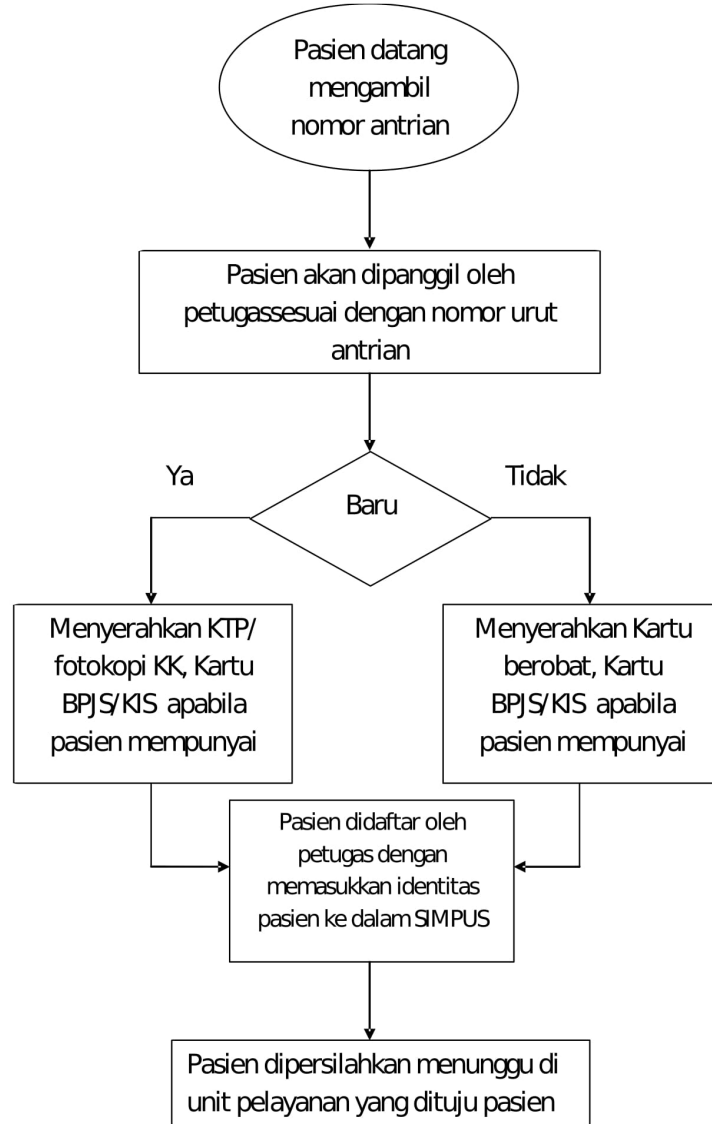 Pasien datang
mengambil
nomor antrian
Pasien akan dipanggil oleh
petugassesuai dengan nomor urut
antrian
Ya
Baru
Tidak
Menyerahkan KTP/
fotokopi KK, Kartu
BPJS/KIS apabila
pasien mempunyai
Menyerahkan Kartu
berobat, Kartu
BPJS/KIS apabila
pasien mempunyai
Pasien didaftar oleh
petugas dengan
memasukkan identitas
pasien ke dalam SIMPUS
Pasien dipersilahkan menunggu di
unit pelayanan yang dituju pasien